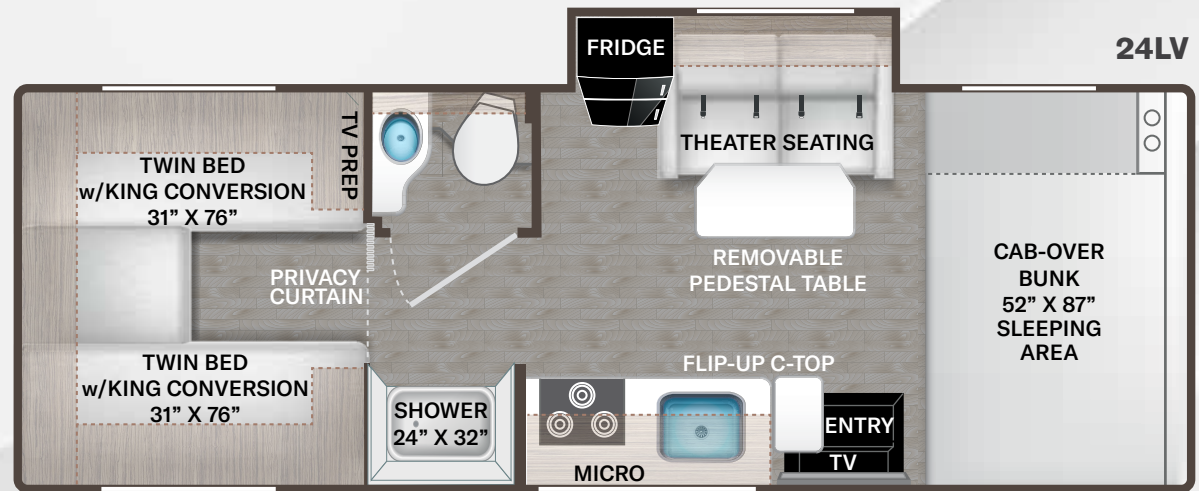 24LV
FRIDGE
THEATER SEATING
TV PREP
TWIN BED
w/KING CONVERSION
31” X 76”
REMOVABLE
PEDESTAL TABLE
PRIVACY
CURTAIN
CAB-OVER
BUNK
52” X 87”
SLEEPING
AREA
TWIN BED
w/KING CONVERSION
31” X 76”
FLIP-UP C-TOP
SHOWER
24” X 32”
ENTRY
TV
MICRO